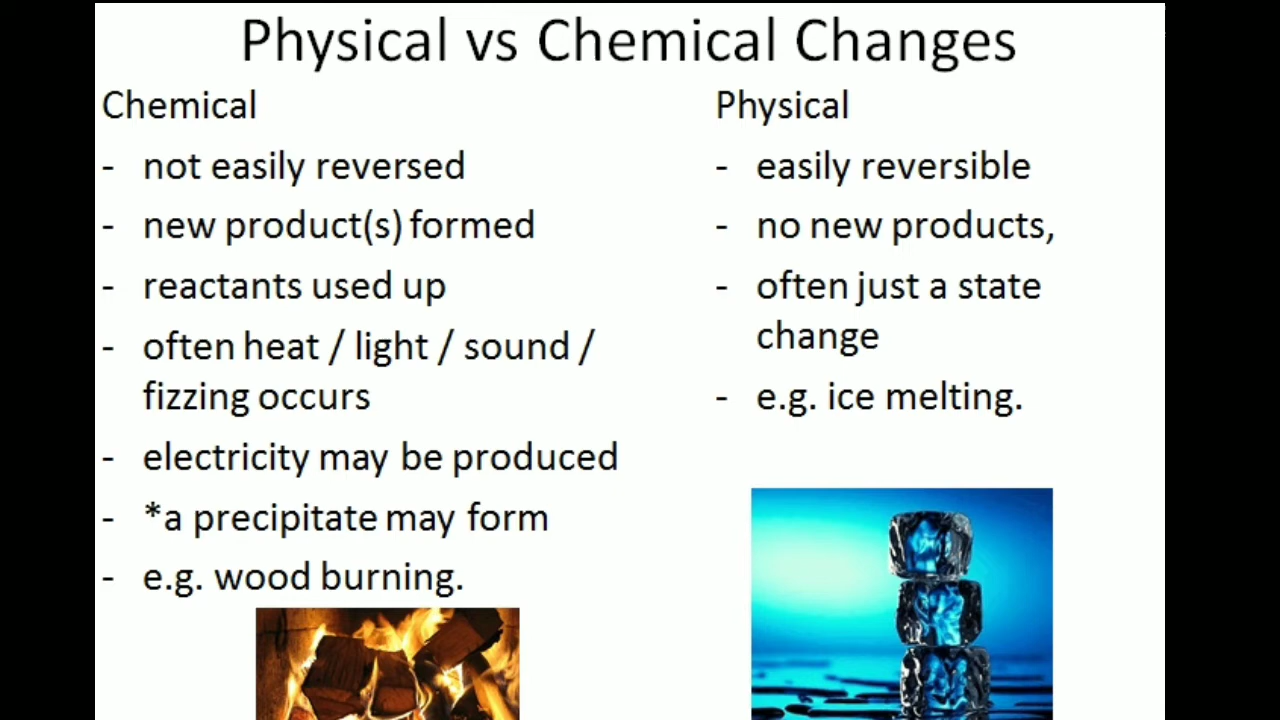 Physical vs Chemical Changes
Chemical
- not easily reversed
- new product(s) formed
- reactants used up
- often heat / light / sound /
fizzing occurs
- electricity may be produced
- *a precipitate may form
- e.g. wood burning.
Physical
- easily reversible
- no new products,
- often just a state
change
- e.g. ice melting.